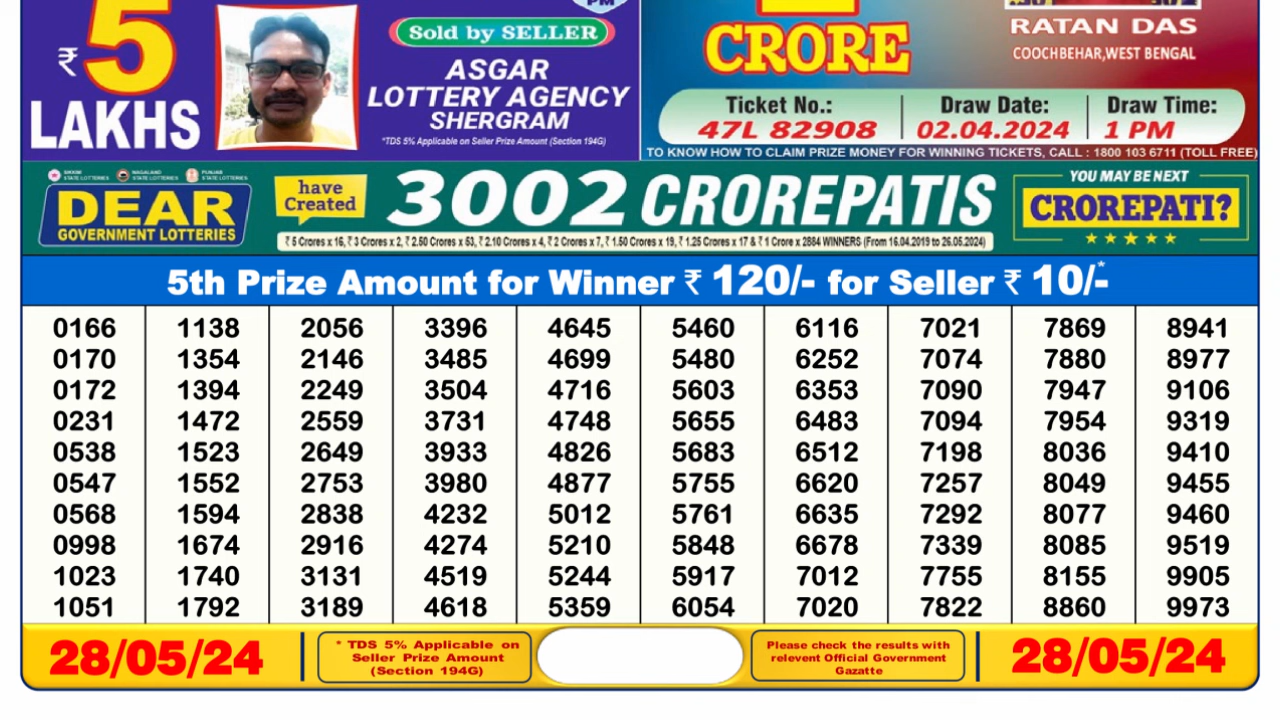 PM
₹ 5
LAKHS
Sold by SELLER
ASGAR
LOTTERY AGENCY
SHERGRAM
*TDS 5% Applicable on Seller Prize Amount (Section 194G)
CRORE
RATAN DAS
COOCHBEHAR,WEST BENGAL
Ticket No.: Draw Date: Draw Time:
47L 82908 02.04.2024 1 PM
TO KNOW HOW TO CLAIM PRIZE MONEY FOR WINNING TICKETS, CALL : 1800 103 6711 (TOLL FREE)
SIKKIM STATE LOTTERIES NAGALAND STATE LOTTERIES PUNJAB STATE LOTTERIES
DEAR
GOVERNMENT LOTTERIES
have
Created
3002 CROREPATIS
₹ 5 Crores x 16, ₹ 3 Crores x 2, ₹ 2.50 Crores x 53, ₹ 2.10 Crores x 4, ₹ 2 Crores x 7, ₹ 1.50 Crores x 19, ₹ 1.25 Crores x 17 & ₹ 1 Crore x 2884 WINNERS (From 16.04.2019 to 26.05.2024)
YOU MAY BE NEXT
CROREPATI?
5th Prize Amount for Winner ₹ 120/- for Seller ₹ 10/-*
0166 1138 2056 3396 4645 5460 6116 7021 7869 8941
0170 1354 2146 3485 4699 5480 6252 7074 7880 8977
0172 1394 2249 3504 4716 5603 6353 7090 7947 9106
0231 1472 2559 3731 4748 5655 6483 7094 7954 9319
0538 1523 2649 3933 4826 5683 6512 7198 8036 9410
0547 1552 2753 3980 4877 5755 6620 7257 8049 9455
0568 1594 2838 4232 5012 5761 6635 7292 8077 9460
0998 1674 2916 4274 5210 5848 6678 7339 8085 9519
1023 1740 3131 4519 5244 5917 7012 7755 8155 9905
1051 1792 3189 4618 5359 6054 7020 7822 8860 9973
28/05/24
* TDS 5% Applicable on
Seller Prize Amount
(Section 194G)
Please check the results with
relevent Official Government
Gazatte
28/05/24